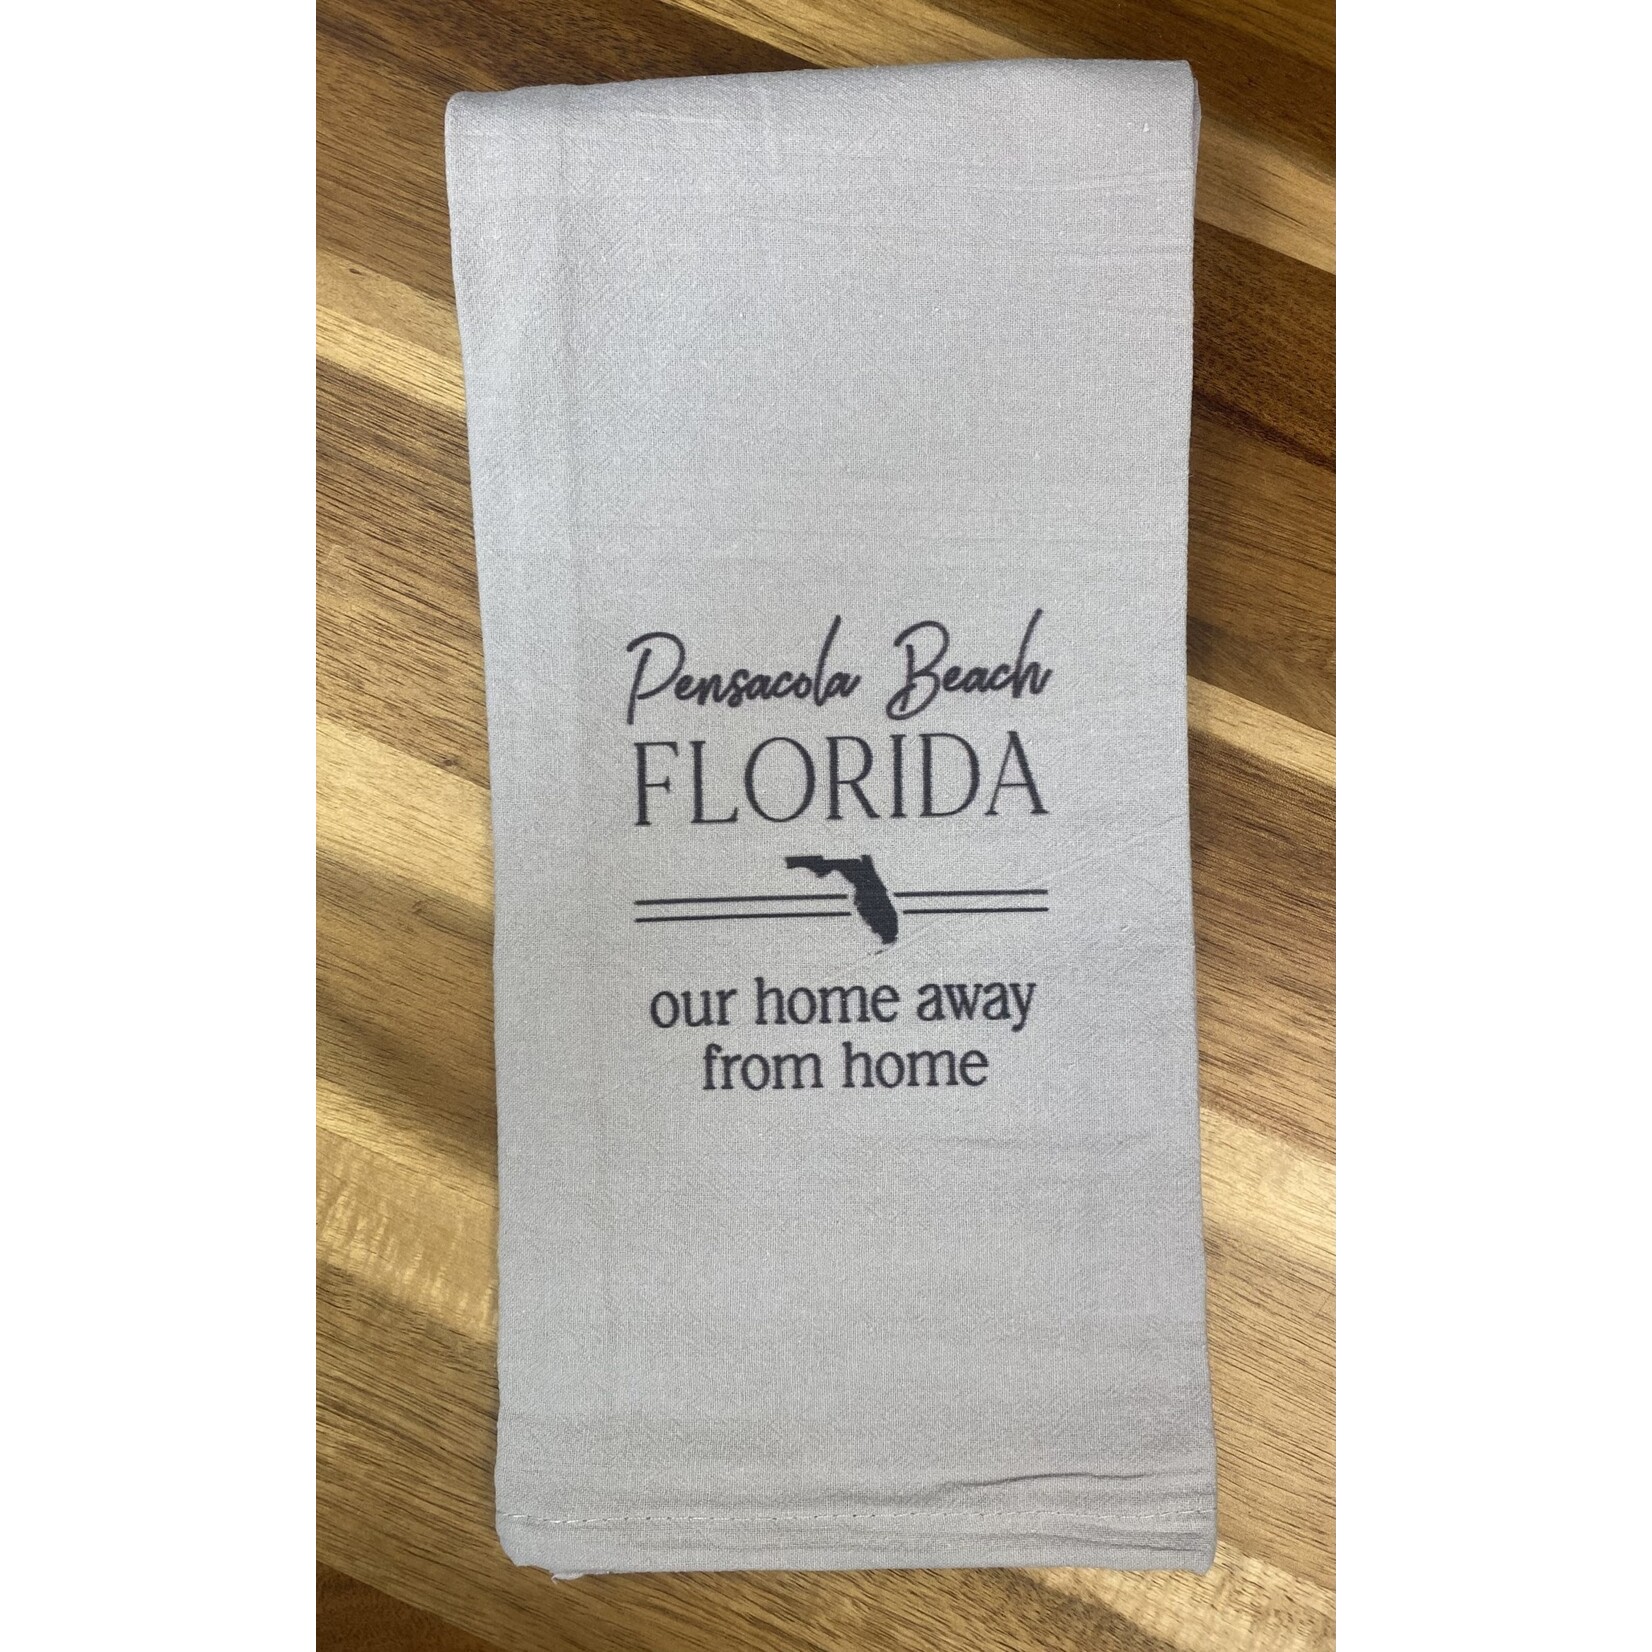 Pensacola Beach
FLORIDA
our home away
from home